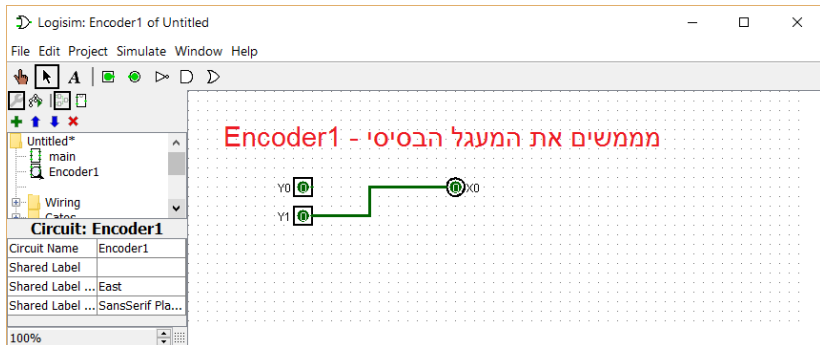 Logisim: Encoder1 of Untitled
File Edit Project Simulate Window Help
A
Untitled*
main
Encoder1
Wiring
Gates
Circuit: Encoder1
Circuit Name Encoder1
Shared Label
Shared Label ... East
Shared Label ... SansSerif Pla...
100%
מממשים את המעגל הבסיסי - Encoder1
Y0 0 0 X0
Y1 0